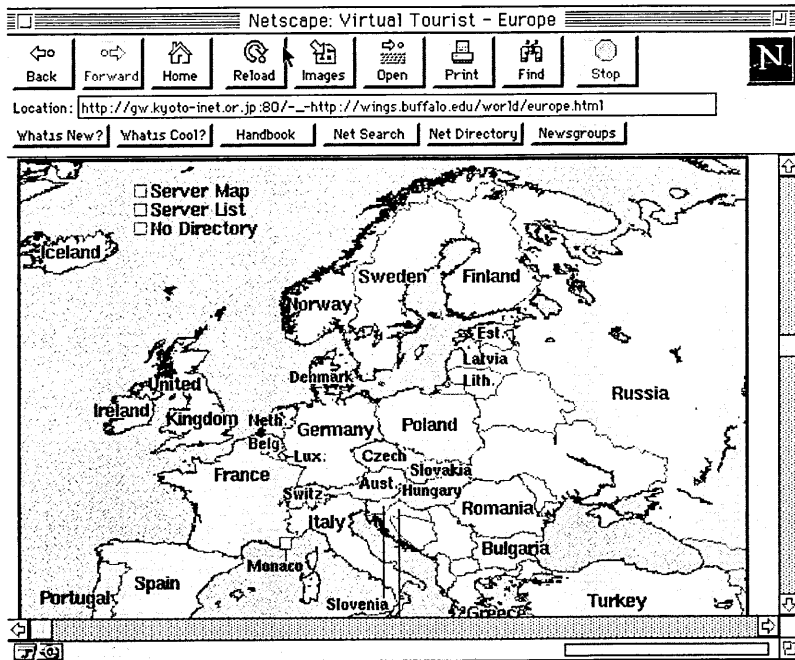 Netscape: Virtual Tourist – Europe
Back Forward Home Reload Images Open Print Find Stop
N
Location: http://gw.kyoto-inet.or.jp:80/-_-http://wings.buffalo.edu/world/europe.html
What's New? What's Cool? Handbook Net Search Net Directory Newsgroups
Server Map
Server List
No Directory
Iceland
Sweden Finland
Norway
Est.
Latvia
Denmark
Lith.
United
Russia
Ireland
Kingdom Neth.
Poland
Germany
Belg.
Lux. Czech
France
Slovakia
Switz. Aust. Hungary
Romania
Italy
Bulgaria
Monaco
Spain
Portugal
Slovenia
Turkey
Greece